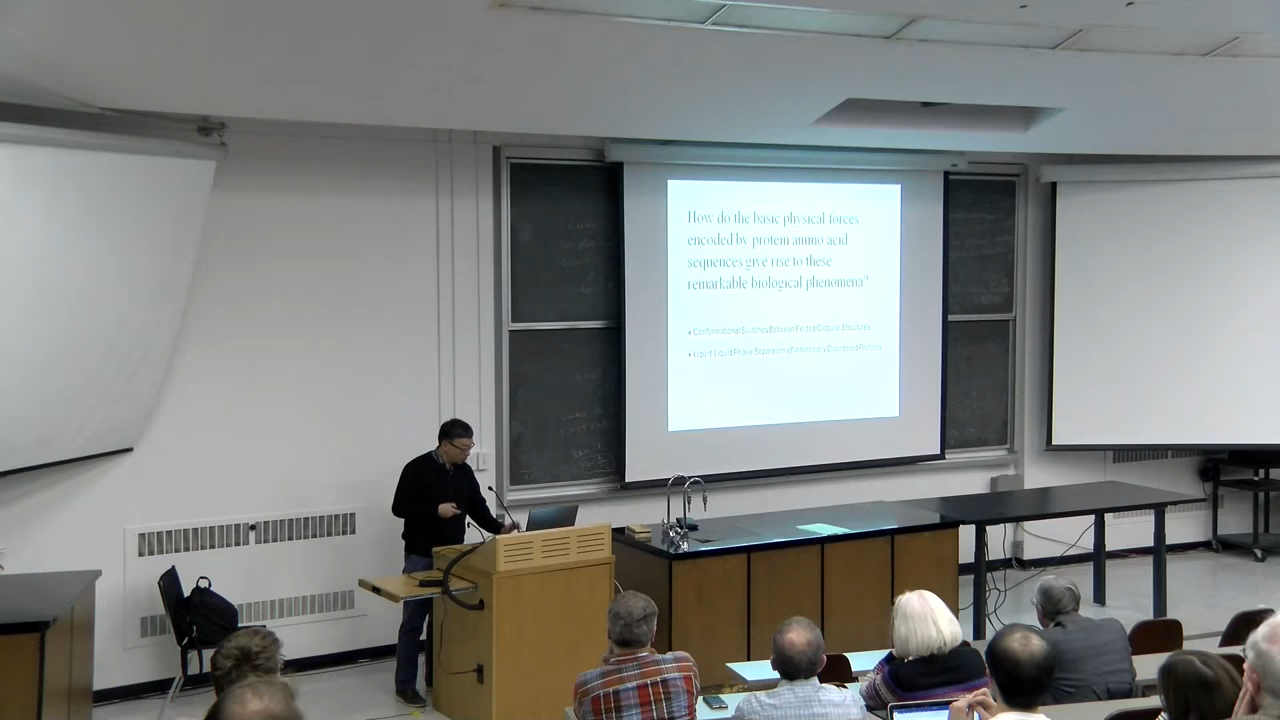 How do the basic physical forces
encoded by protein amino acid
sequences give rise to these
remarkable biological phenomena?
• Conformational Switches Between Folded Globular Structures
• Liquid Liquid Phase Separation of Intrinsically Disordered Proteins